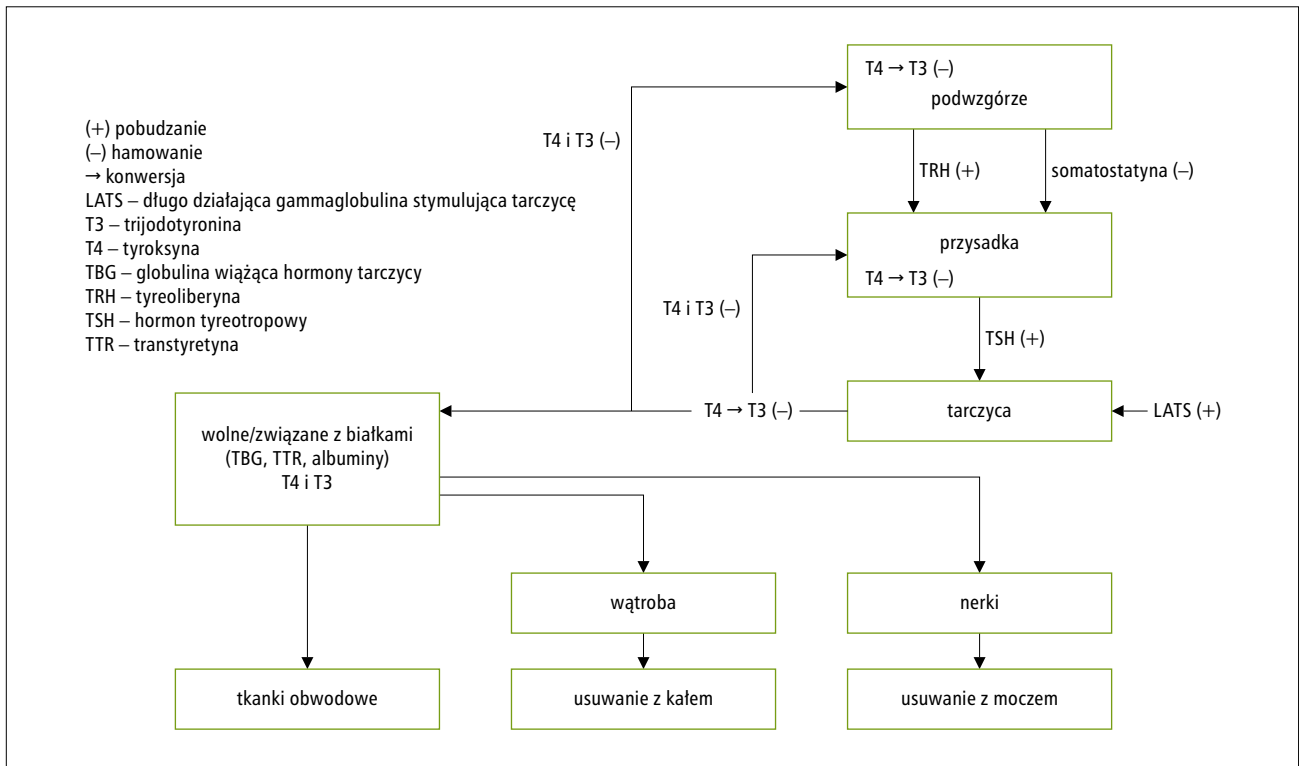 (+) pobudzanie
(–) hamowanie
→ konwersja
LATS – długo działająca gammaglobulina stymulująca tarczycę
T3 – trijodotyronina
T4 – tyroksyna
TBG – globulina wiążąca hormony tarczycy
TRH – tyreoliberyna
TSH – hormon tyreotropowy
TTR – transtyretyna
T4 → T3 (–)
podwzgórze
T4 i T3 (–)
TRH (+)
somatostatyna (–)
przysadka
T4 → T3 (–)
T4 i T3 (–)
TSH (+)
T4 → T3 (–)
tarczyca
LATS (+)
wolne/związane z białkami
(TBG, TTR, albuminy)
T4 i T3
wątroba
nerki
tkanki obwodowe
usuwanie z kałem
usuwanie z moczem